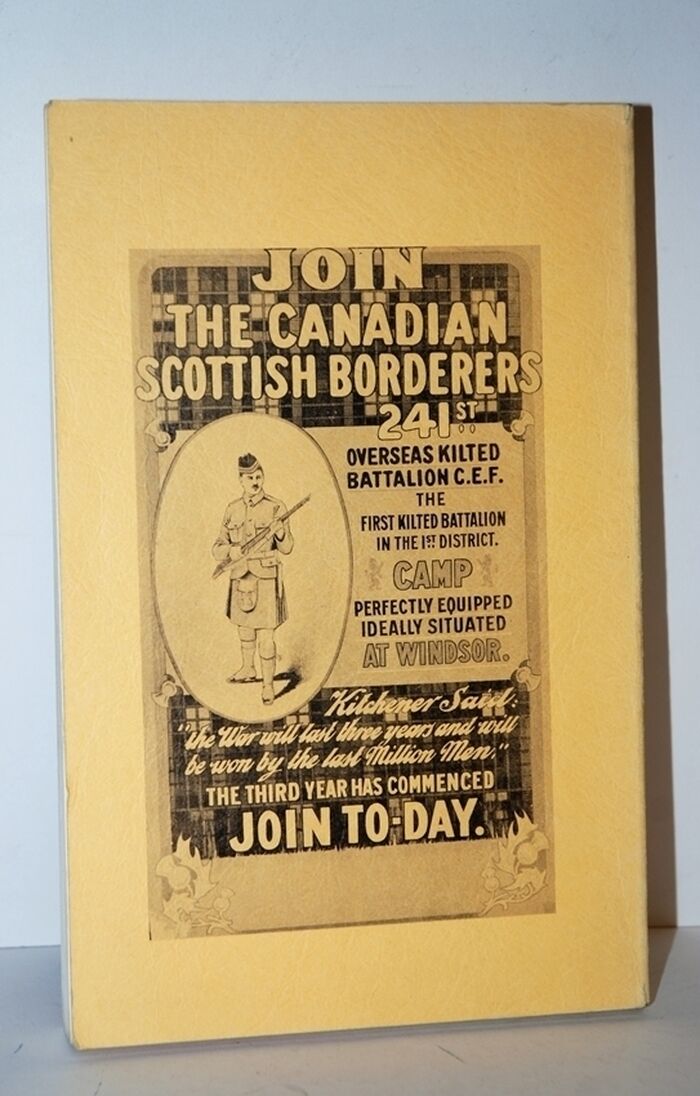 JOIN
THE CANADIAN
SCOTTISH BORDERERS
241ST
OVERSEAS KILTED
BATTALION C.E.F.
THE
FIRST KILTED BATTALION
IN THE 1ST DISTRICT.
CAMP
PERFECTLY EQUIPPED
IDEALLY SITUATED
AT WINDSOR.
Kitchener Said:
"the War will last three years and will
be won by the last Million Men."
THE THIRD YEAR HAS COMMENCED
JOIN TO-DAY.